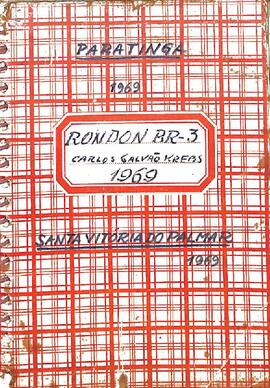 PARATINGA
1969
RONDON BR-3
CARLOS GALVÃO KREBS
1969
SANTA VITÓRIA DO PALMAR
1969